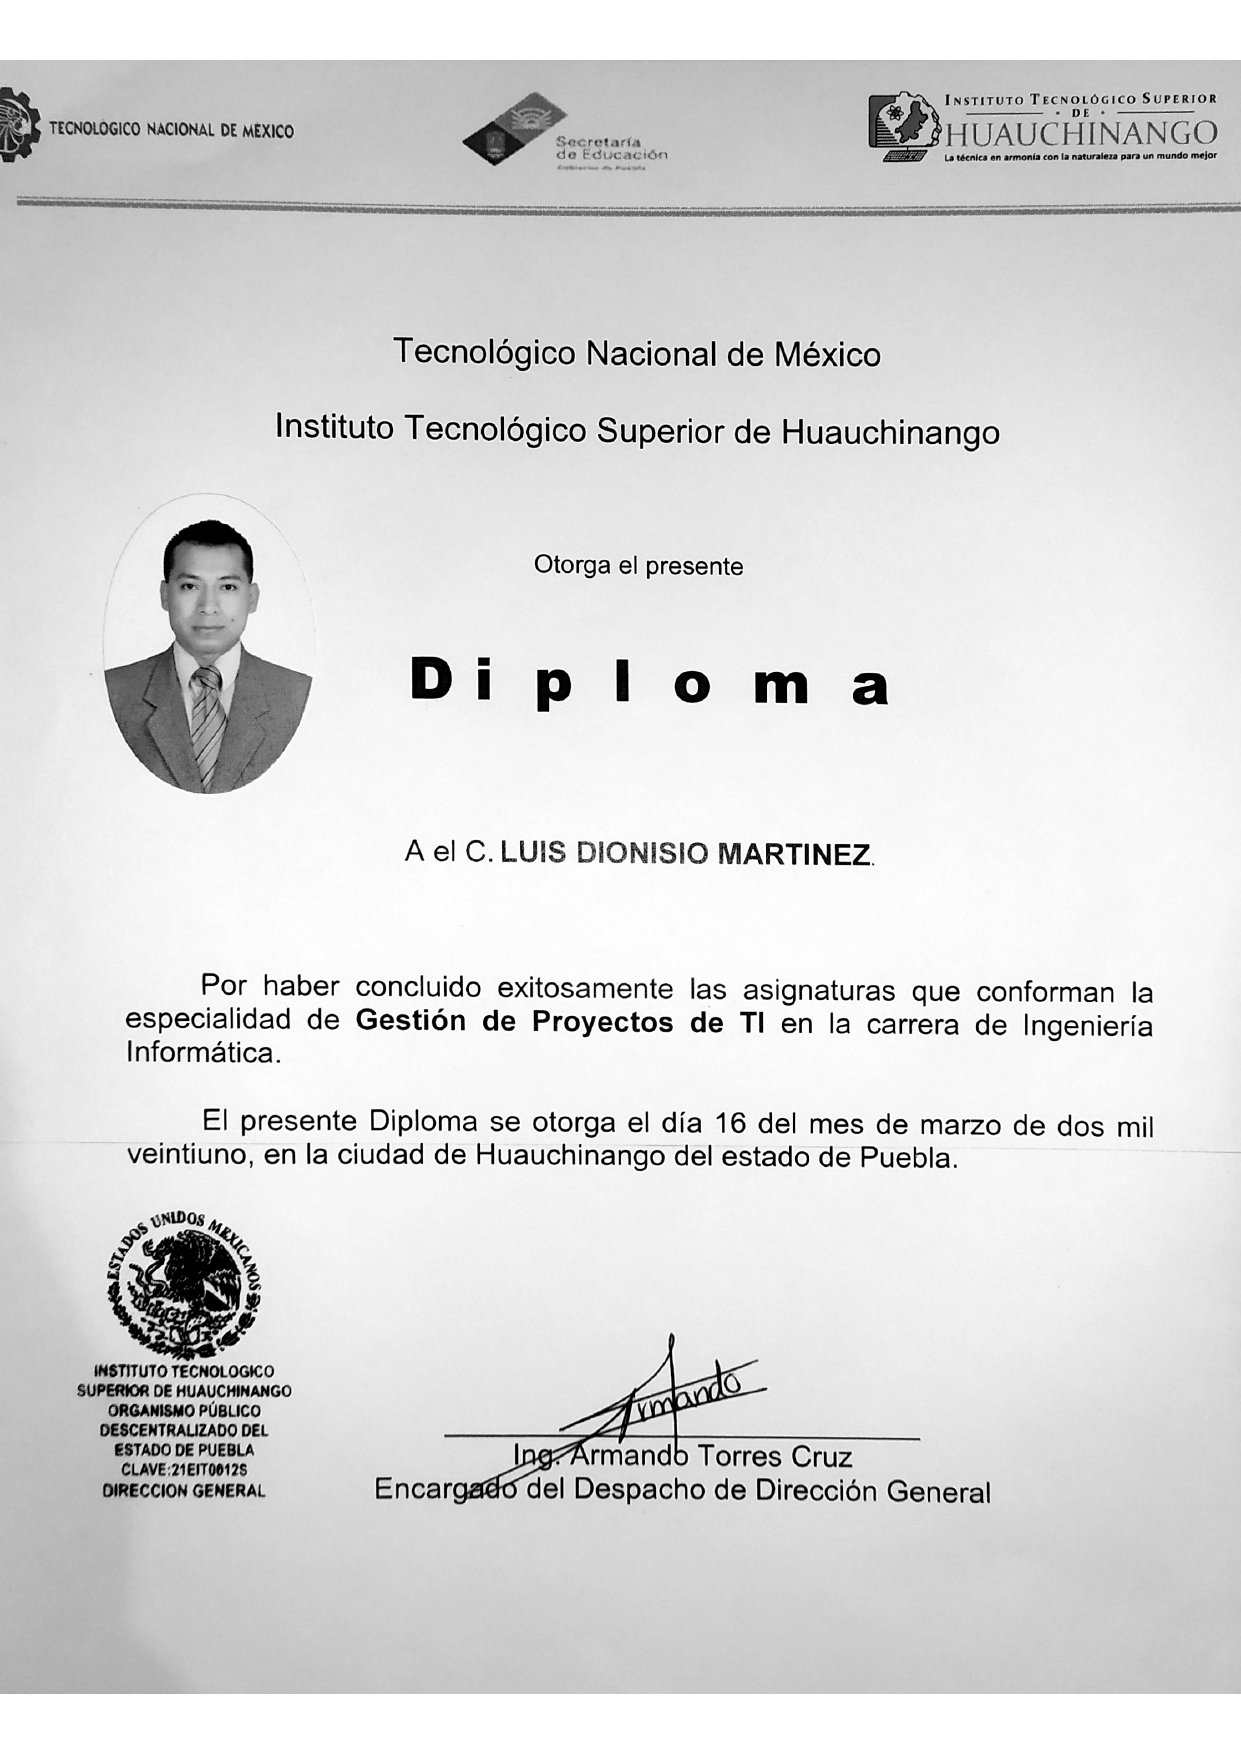 TECNOLÓGICO NACIONAL DE MÉXICO
Secretaría
de Educación
Gobierno de Puebla
INSTITUTO TECNOLÓGICO SUPERIOR
DE
HUAUCHINANGO
La técnica en armonía con la naturaleza para un mundo mejor
Tecnológico Nacional de México
Instituto Tecnológico Superior de Huauchinango
Otorga el presente
Diploma
A el C. LUIS DIONISIO MARTINEZ.
Por haber concluido exitosamente las asignaturas que conforman la
especialidad de Gestión de Proyectos de TI en la carrera de Ingeniería
Informática.
El presente Diploma se otorga el día 16 del mes de marzo de dos mil
veintiuno, en la ciudad de Huauchinango del estado de Puebla.
ESTADOS UNIDOS MEXICANOS
INSTITUTO TECNOLOGICO
SUPERIOR DE HUAUCHINANGO
ORGANISMO PÚBLICO
DESCENTRALIZADO DEL
ESTADO DE PUEBLA
CLAVE:21EIT0012S
DIRECCION GENERAL
Armando
Ing. Armando Torres Cruz
Encargado del Despacho de Dirección General